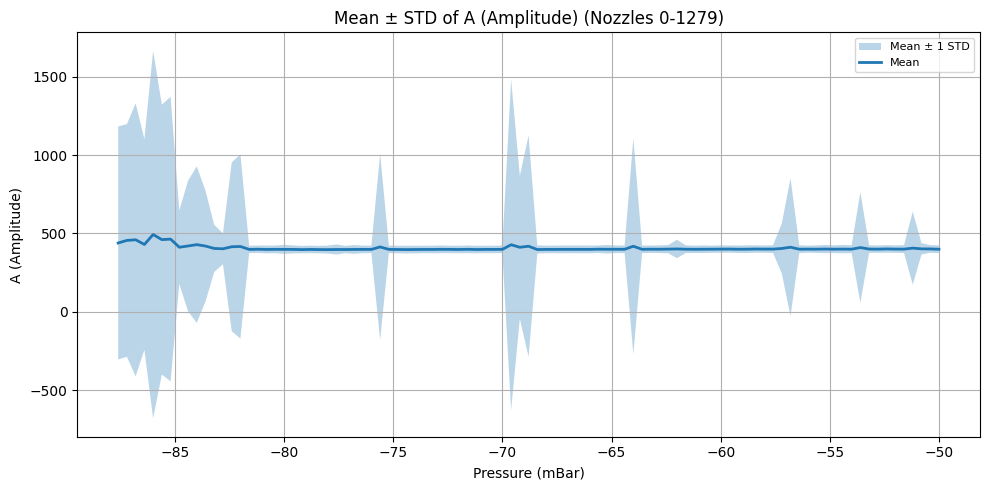 Mean ± STD of A (Amplitude) (Nozzles 0-1279)
Mean ± 1 STD
Mean
A (Amplitude)
1500
1000
500
0
−500
−85 −80 −75 −70 −65 −60 −55 −50
Pressure (mBar)